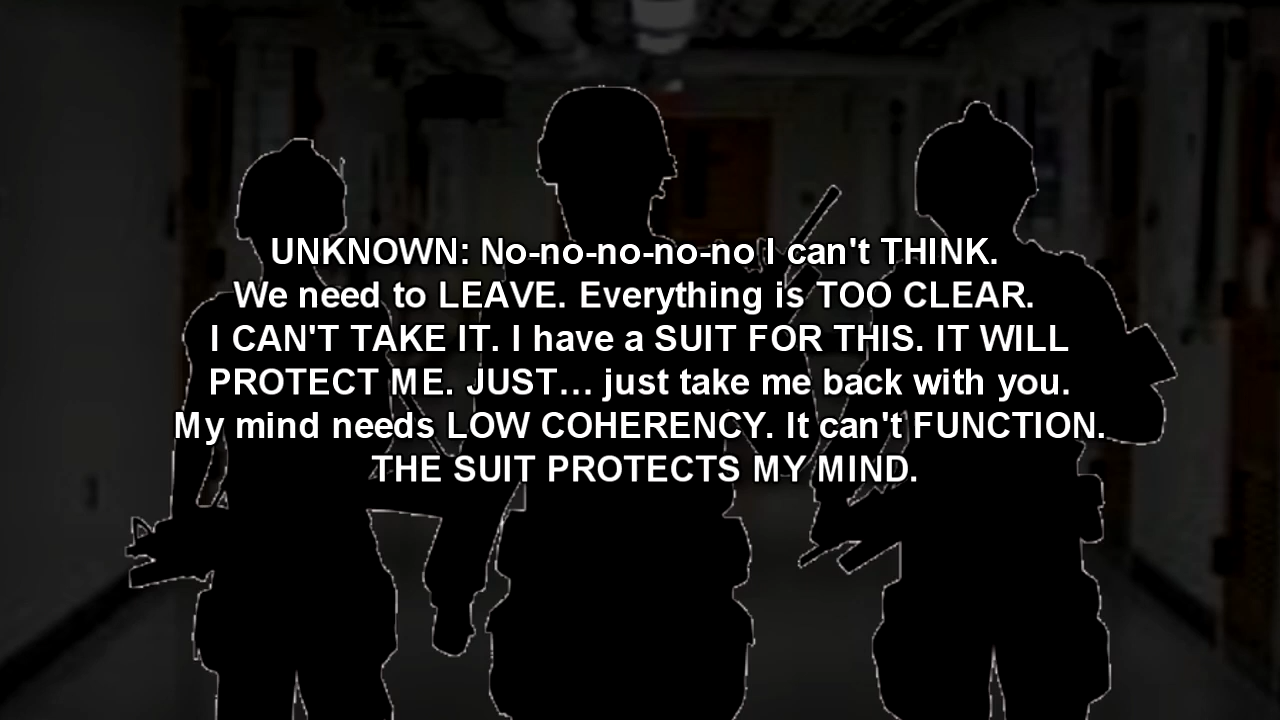 UNKNOWN: No-no-no-no-no I can't THINK.
We need to LEAVE. Everything is TOO CLEAR.
I CAN'T TAKE IT. I have a SUIT FOR THIS. IT WILL
PROTECT ME. JUST… just take me back with you.
My mind needs LOW COHERENCY. It can't FUNCTION.
THE SUIT PROTECTS MY MIND.